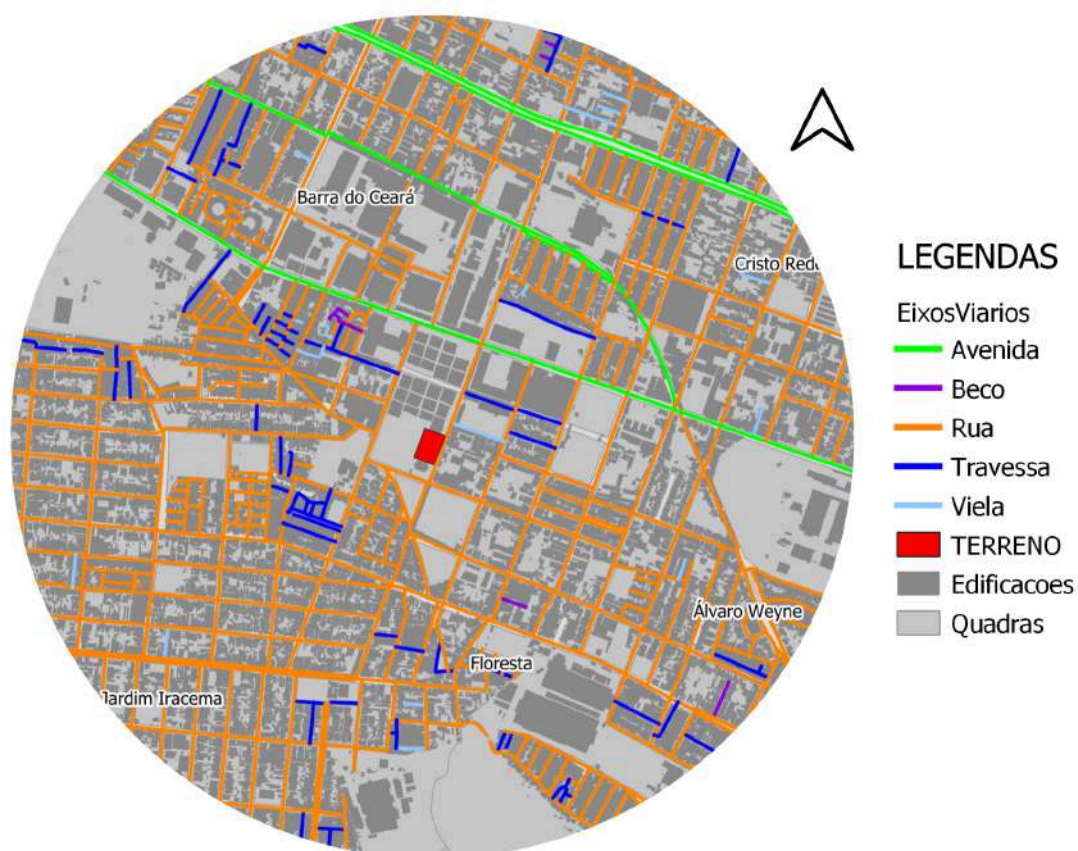 Barra do Ceará
Cristo Red
LEGENDAS
EixosViarios
Avenida
Beco
Rua
Travessa
Viela
TERRENO
Edificacoes
Quadras
Álvaro Weyne
Floresta
Jardim Iracema